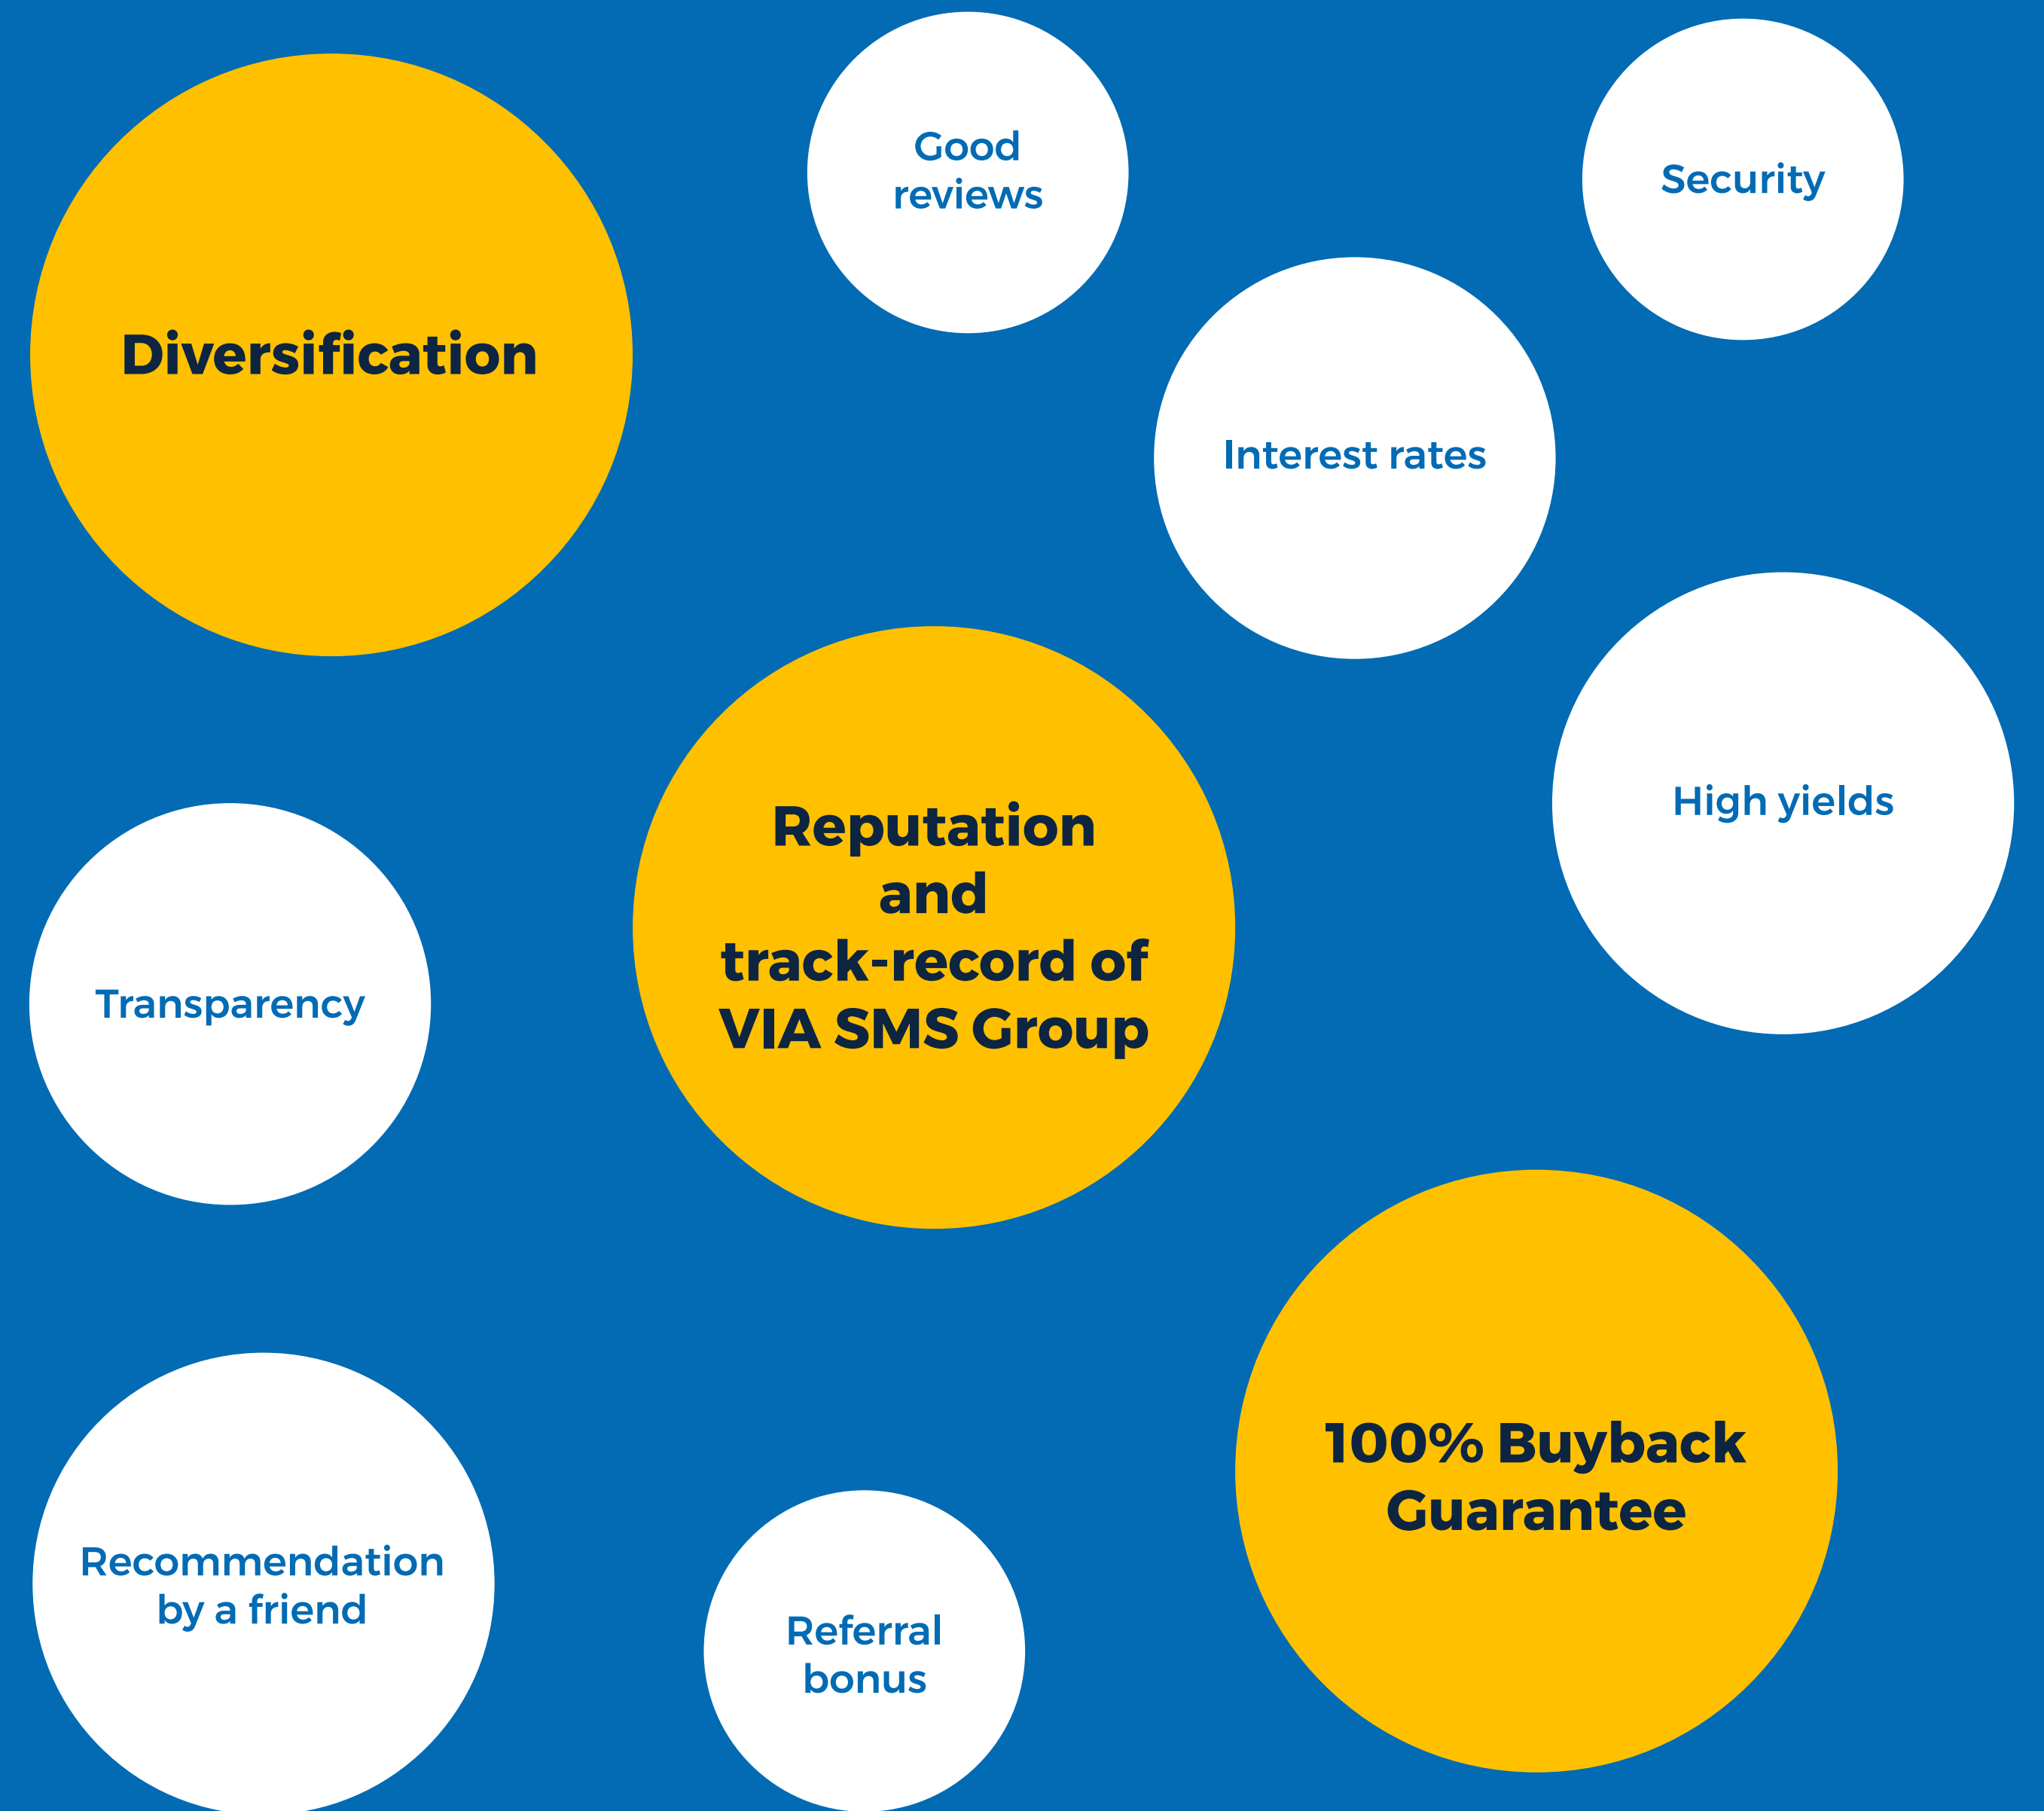 Good
reviews
Security
Diversification
Interest rates
High yields
Reputation
and
track-record of
VIA SMS Group
Transparency
100% Buyback
Guarantee
Recommendation
by a friend
Referral
bonus